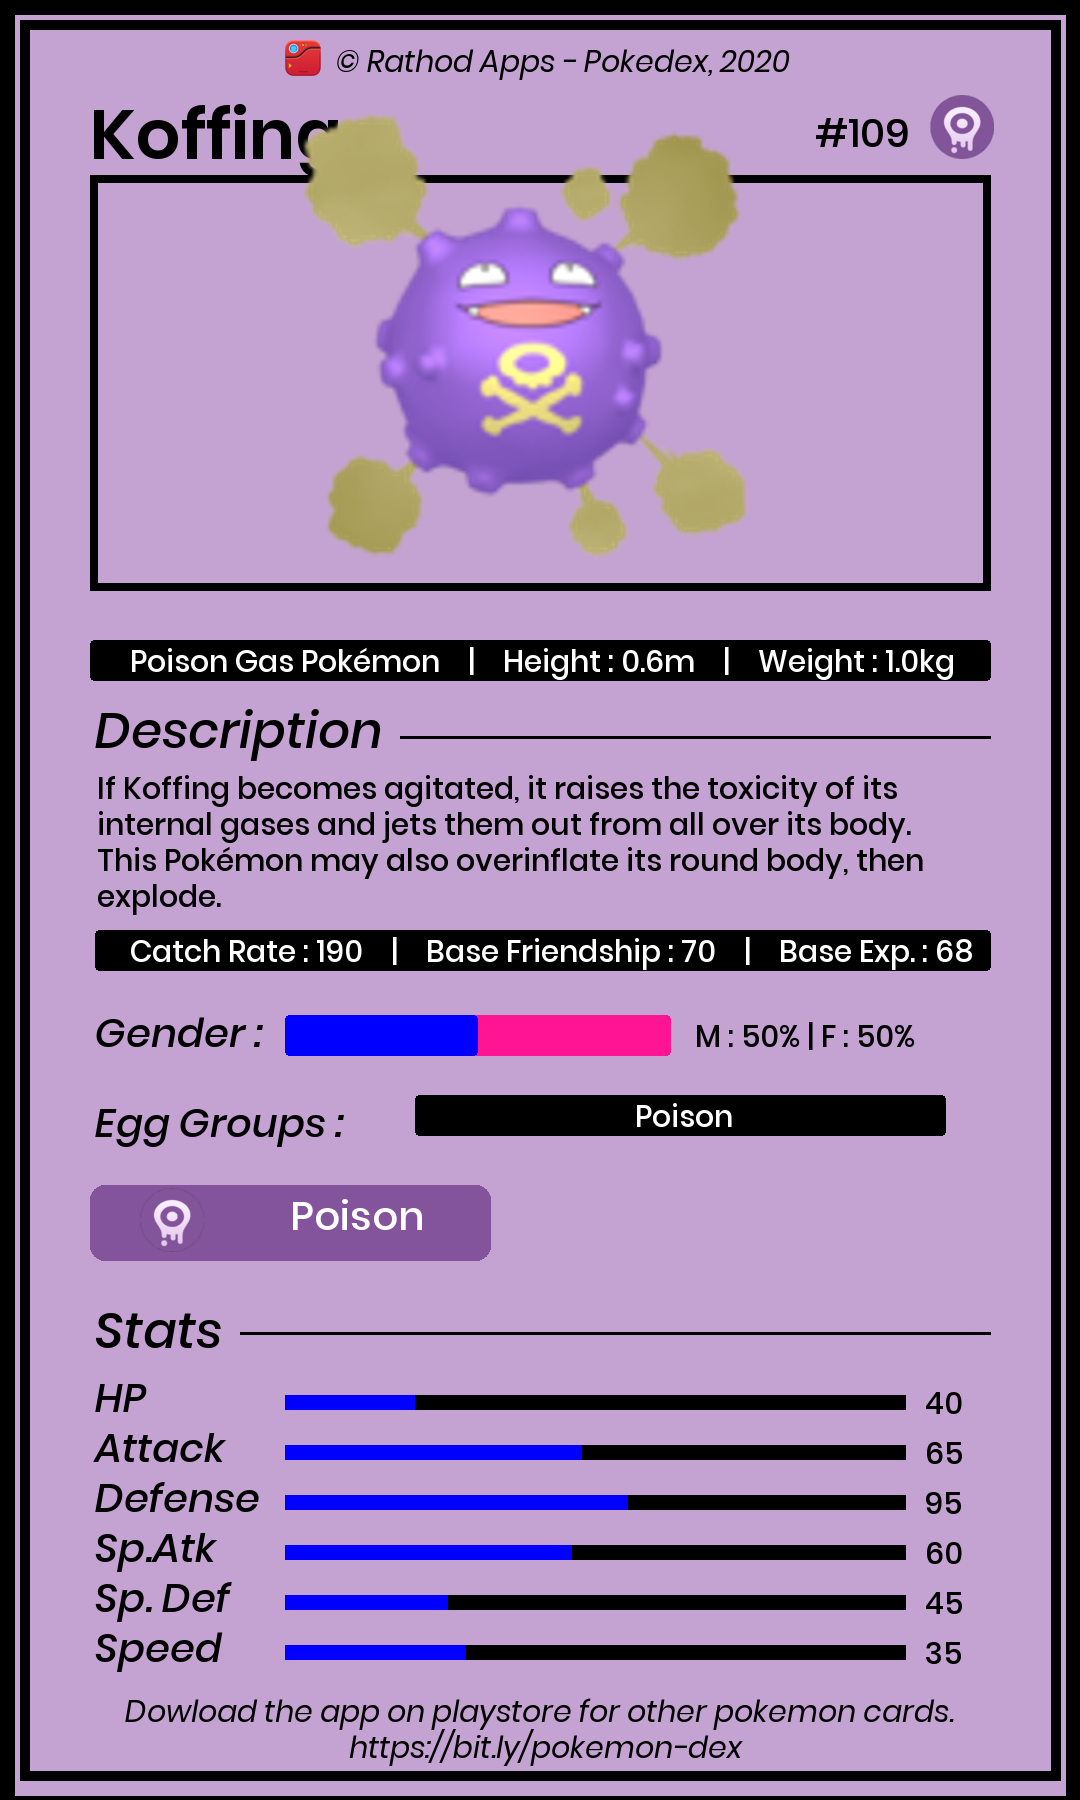 © Rathod Apps - Pokedex, 2020
Koffing
#109
Poison Gas Pokémon | Height : 0.6m | Weight : 1.0kg
Description
If Koffing becomes agitated, it raises the toxicity of its
internal gases and jets them out from all over its body.
This Pokémon may also overinflate its round body, then
explode.
Catch Rate : 190 | Base Friendship : 70 | Base Exp. : 68
Gender : M : 50% | F : 50%
Egg Groups : Poison
Poison
Stats
HP 40
Attack 65
Defense 95
Sp.Atk 60
Sp. Def 45
Speed 35
Dowload the app on playstore for other pokemon cards.
https://bit.ly/pokemon-dex